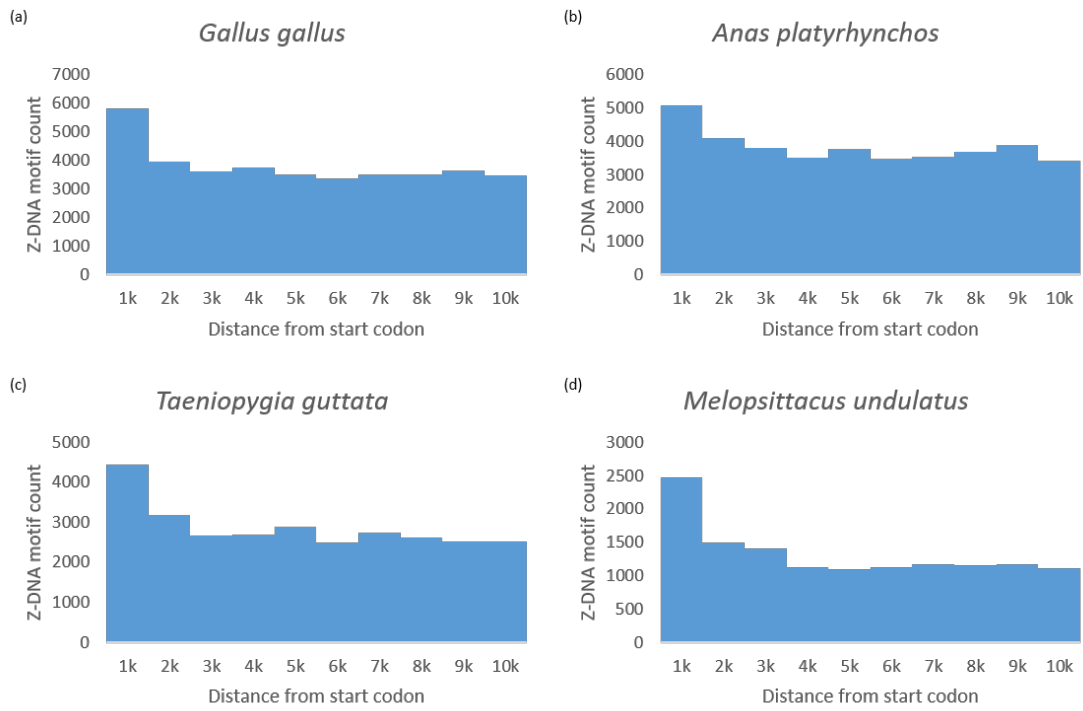 (a)
Gallus gallus
7000
6000
5000
4000
3000
2000
1000
0
Z-DNA motif count
1k 2k 3k 4k 5k 6k 7k 8k 9k 10k
Distance from start codon
(b)
Anas platyrhynchos
6000
5000
4000
3000
2000
1000
0
Z-DNA motif count
1k 2k 3k 4k 5k 6k 7k 8k 9k 10k
Distance from start codon
(c)
Taeniopygia guttata
5000
4000
3000
2000
1000
0
Z-DNA motif count
1k 2k 3k 4k 5k 6k 7k 8k 9k 10k
Distance from start codon
(d)
Melopsittacus undulatus
3000
2500
2000
1500
1000
500
0
Z-DNA motif count
1k 2k 3k 4k 5k 6k 7k 8k 9k 10k
Distance from start codon